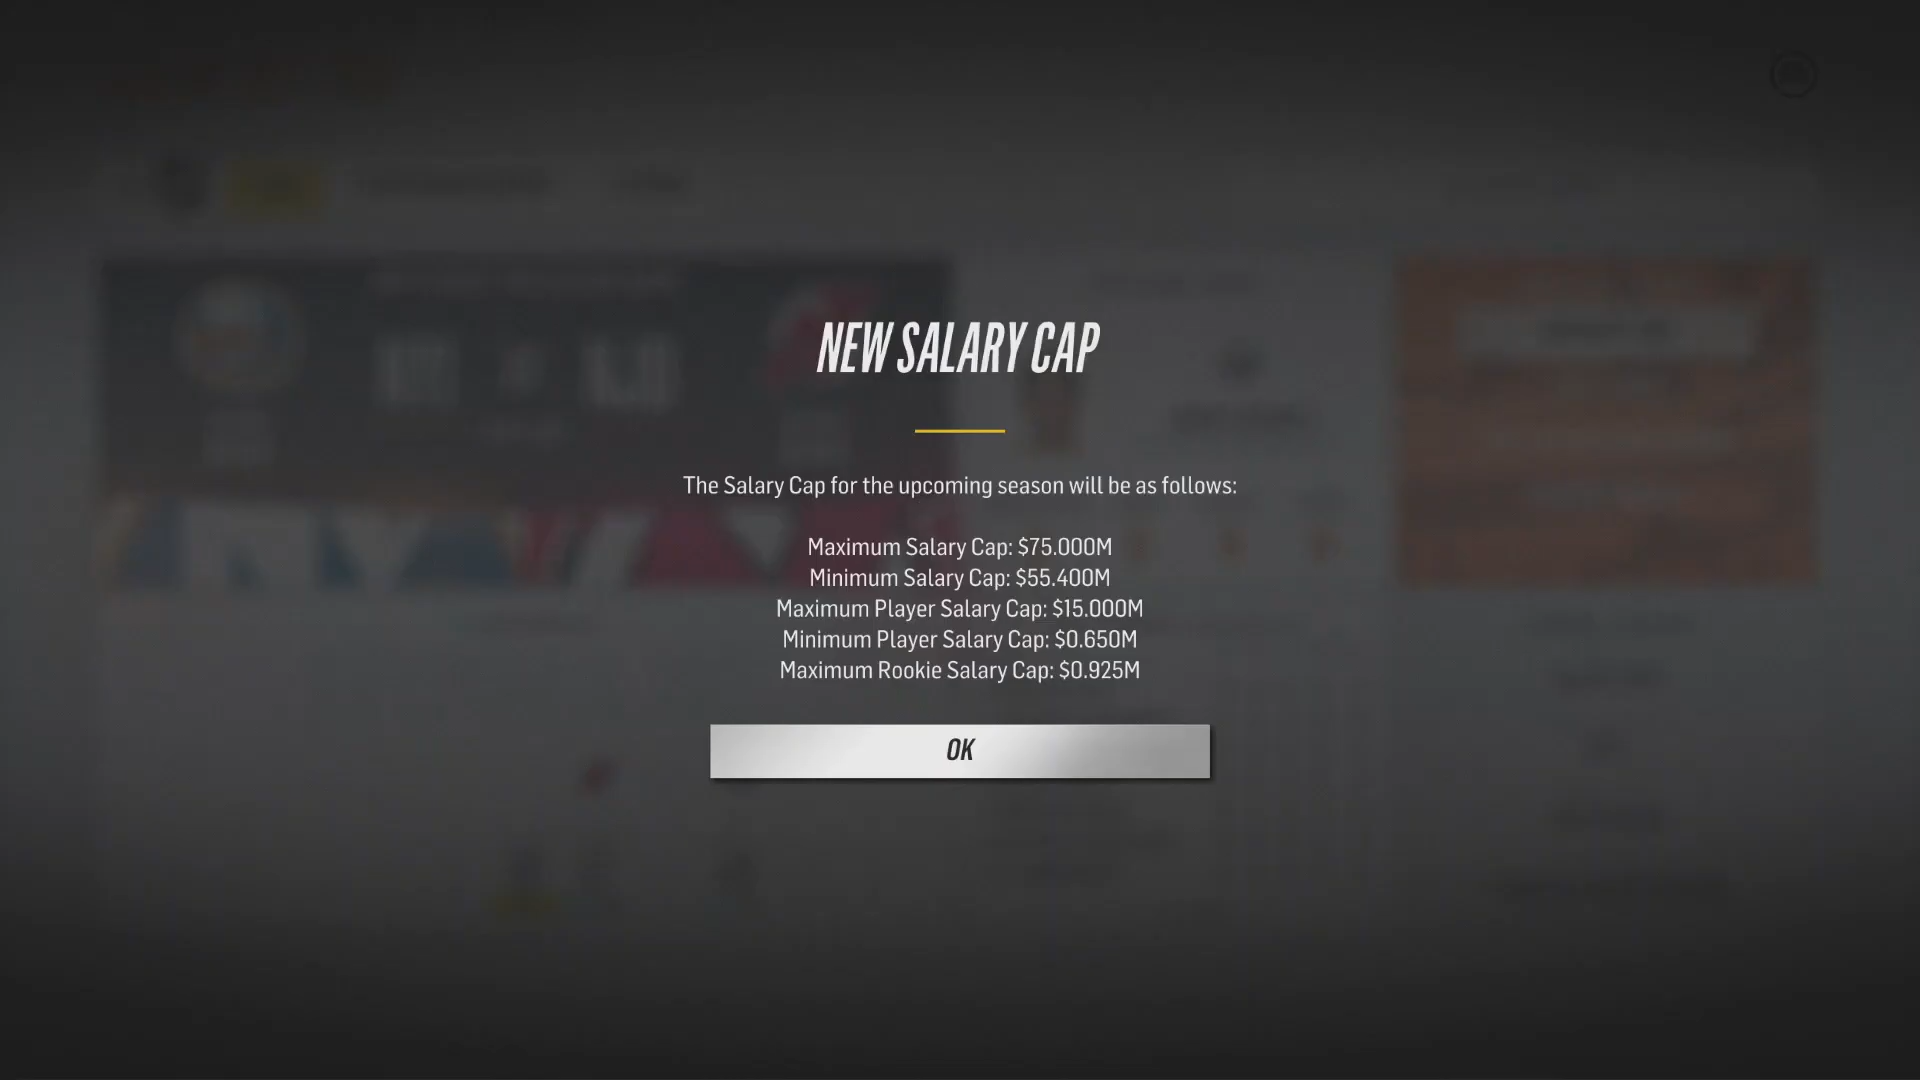 NEW SALARY CAP
The Salary Cap for the upcoming season will be as follows:
Maximum Salary Cap: $75.000M
Minimum Salary Cap: $55.400M
Maximum Player Salary Cap: $15.000M
Minimum Player Salary Cap: $0.650M
Maximum Rookie Salary Cap: $0.925M
OK